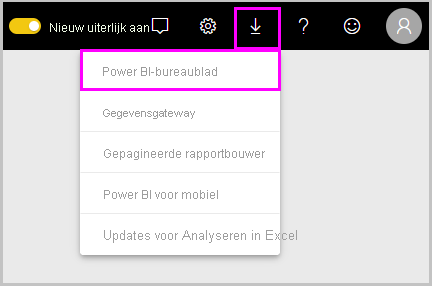 Nieuw uiterlijk aan
Power BI-bureaublad
Gegevensgateway
Gepagineerde rapportbouwer
Power BI voor mobiel
Updates voor Analyseren in Excel